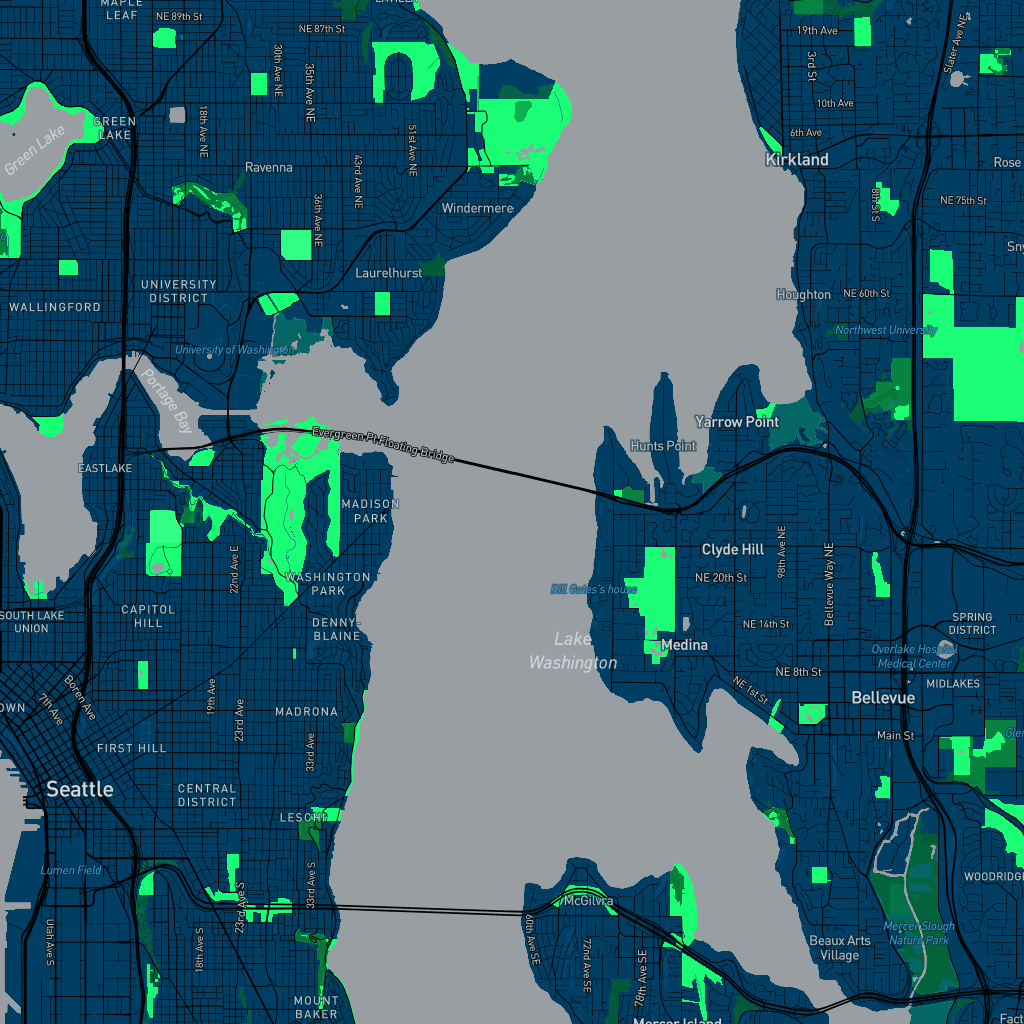 MAPLE
LEAF
NE 89th St
NE 87th St
30th Ave NE
35th Ave NE
19th Ave
3rd St
Slater Ave NE
10th Ave
6th Ave
GREEN
LAKE
Green Lake
18th Ave NE
51st Ave NE
43rd Ave NE
Ravenna
36th Ave NE
Windermere
Kirkland
Rose
8th St S
NE 75th St
Laurelhurst
UNIVERSITY
DISTRICT
WALLINGFORD
Houghton
NE 60th St
Northwest University
University of Washington
Portage Bay
Evergreen Pt Floating Bridge
Hunts Point
Yarrow Point
EASTLAKE
MADISON
PARK
22nd Ave E
WASHINGTON
PARK
Clyde Hill
98th Ave NE
Bellevue Way NE
NE 20th St
Bill Gates's house
CAPITOL
HILL
SOUTH LAKE
UNION
DENNY-
BLAINE
NE 14th St
SPRING
DISTRICT
Lake
Washington
Medina
Overlake Hospital
Medical Center
NE 8th St
NE 1st St
MIDLAKES
Bellevue
Boren Ave
7th Ave
19th Ave
23rd Ave
33rd Ave
MADRONA
FIRST HILL
Main St
Seattle
CENTRAL
DISTRICT
LESCHI
Lumen Field
33rd Ave S
23rd Ave S
18th Ave S
Utah Ave S
McGilvra
60th Ave SE
72nd Ave SE
78th Ave SE
WOODRIDGE
Mercer Slough
Nature Park
Beaux Arts
Village
MOUNT
BAKER
Mercer Island